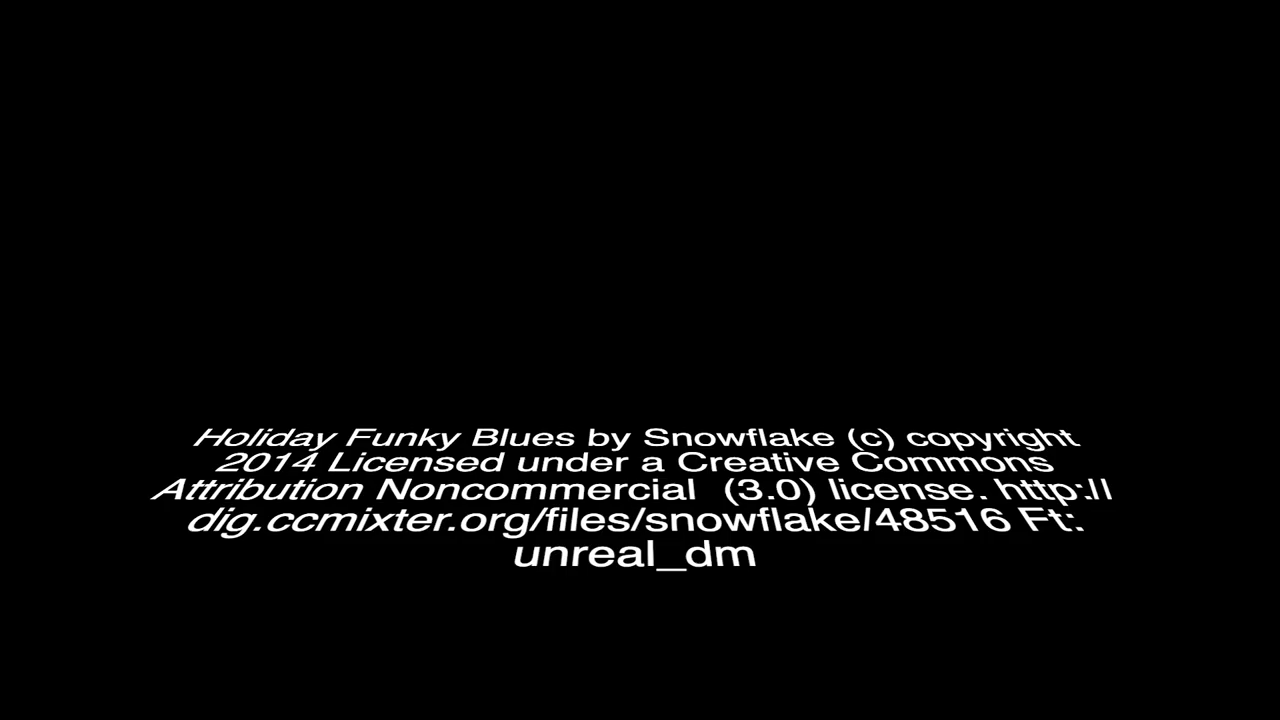 Holiday Funky Blues by Snowflake (c) copyright
2014 Licensed under a Creative Commons
Attribution Noncommercial  (3.0) license. http://
dig.ccmixter.org/files/snowflake/48516 Ft:
unreal_dm